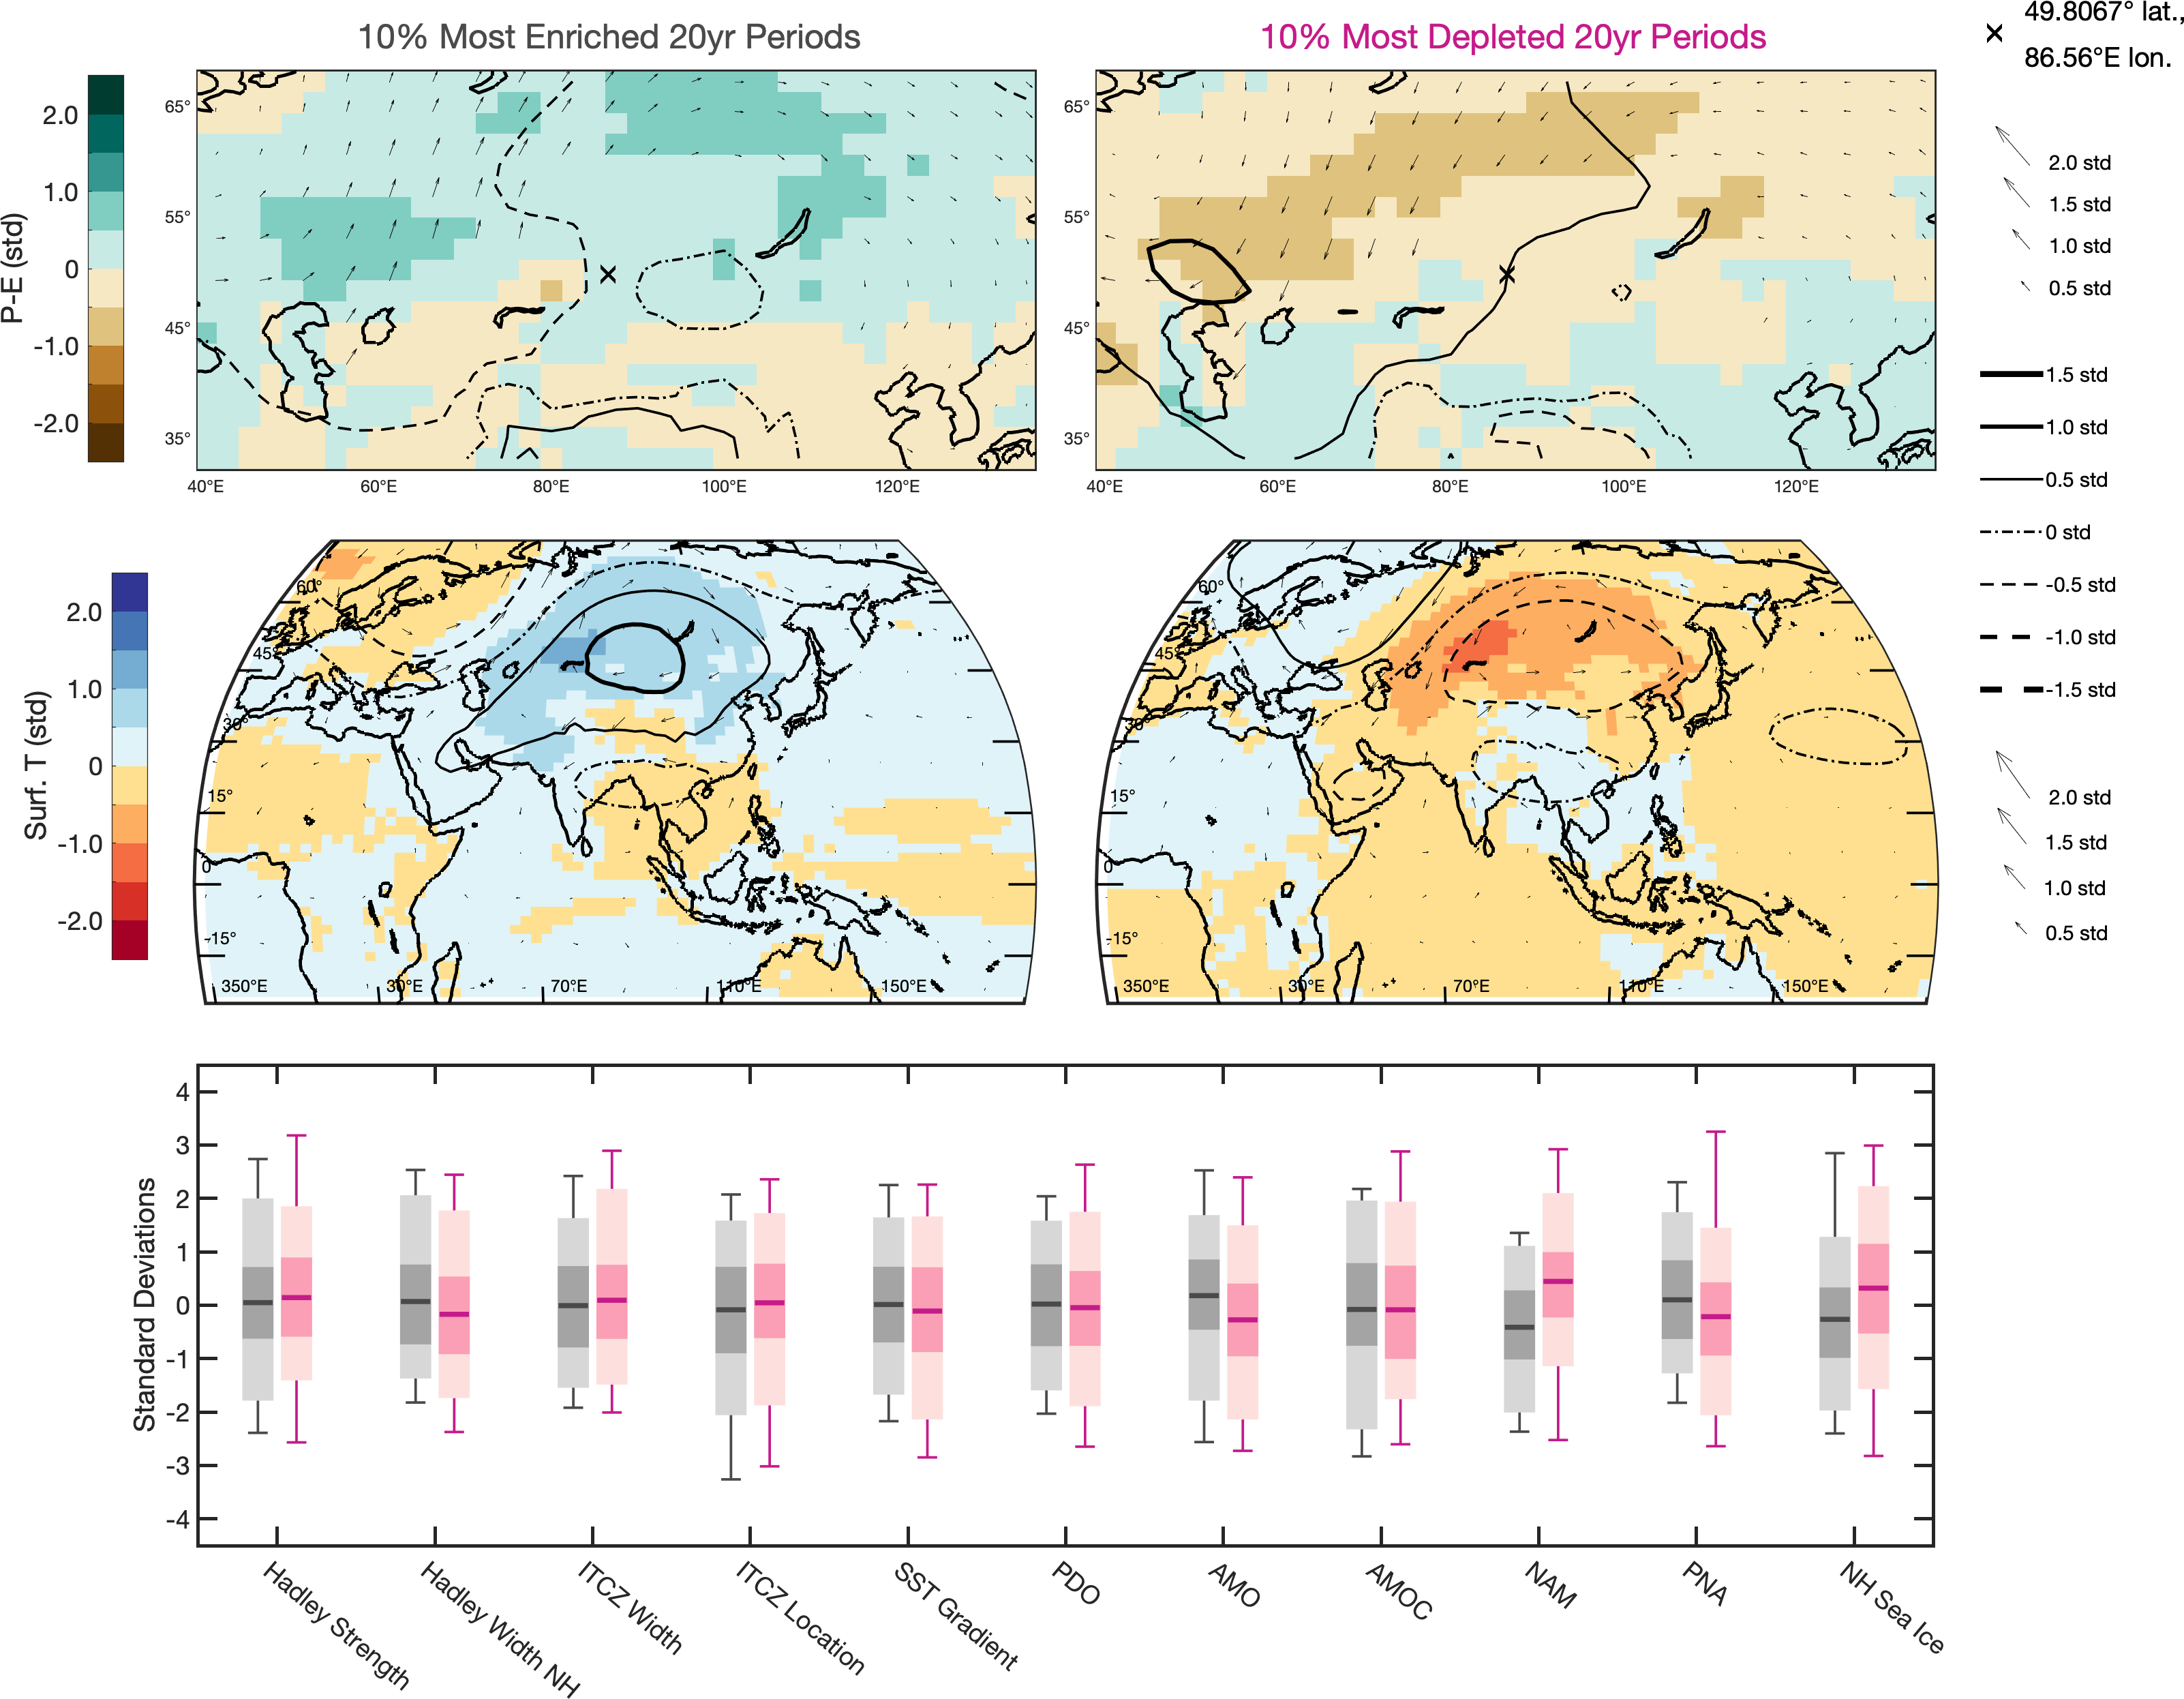 10% Most Enriched 20yr Periods
10% Most Depleted 20yr Periods
49.8067° lat.,
86.56°E lon.
P-E (std)
2.0
1.0
0
-1.0
-2.0
65°
55°
45°
35°
40°E 60°E 80°E 100°E 120°E
65°
55°
45°
35°
40°E 60°E 80°E 100°E 120°E
2.0 std
1.5 std
1.0 std
0.5 std
1.5 std
1.0 std
0.5 std
0 std
-0.5 std
-1.0 std
-1.5 std
Surf. T (std)
2.0
1.0
0
-1.0
-2.0
60°
45°
30°
15°
0
-15°
350°E 30°E 70°E 110°E 150°E
60°
45°
30°
15°
0
-15°
350°E 30°E 70°E 110°E 150°E
2.0 std
1.5 std
1.0 std
0.5 std
Standard Deviations
4
3
2
1
0
-1
-2
-3
-4
Hadley Strength
Hadley Width NH
ITCZ Width
ITCZ Location
SST Gradient
PDO
AMO
AMOC
NAM
PNA
NH Sea Ice